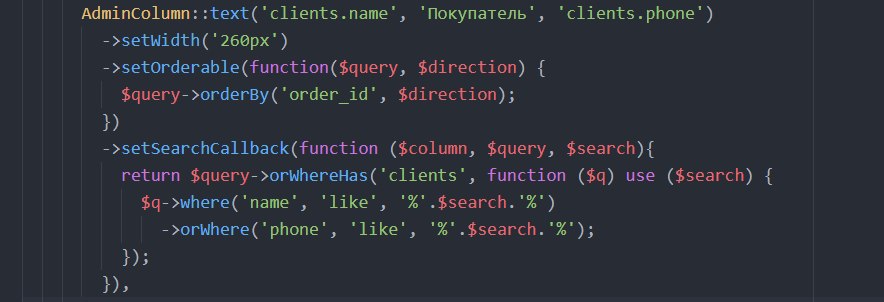 AdminColumn::text('clients.name', 'Покупатель', 'clients.phone')
->setWidth('260px')
->setOrderable(function($query, $direction) {
$query->orderBy('order_id', $direction);
})
->setSearchCallback(function ($column, $query, $search){
return $query->orWhereHas('clients', function ($q) use ($search) {
$q->where('name', 'like', '%'.$search.'%')
->orWhere('phone', 'like', '%'.$search.'%');
});
}),